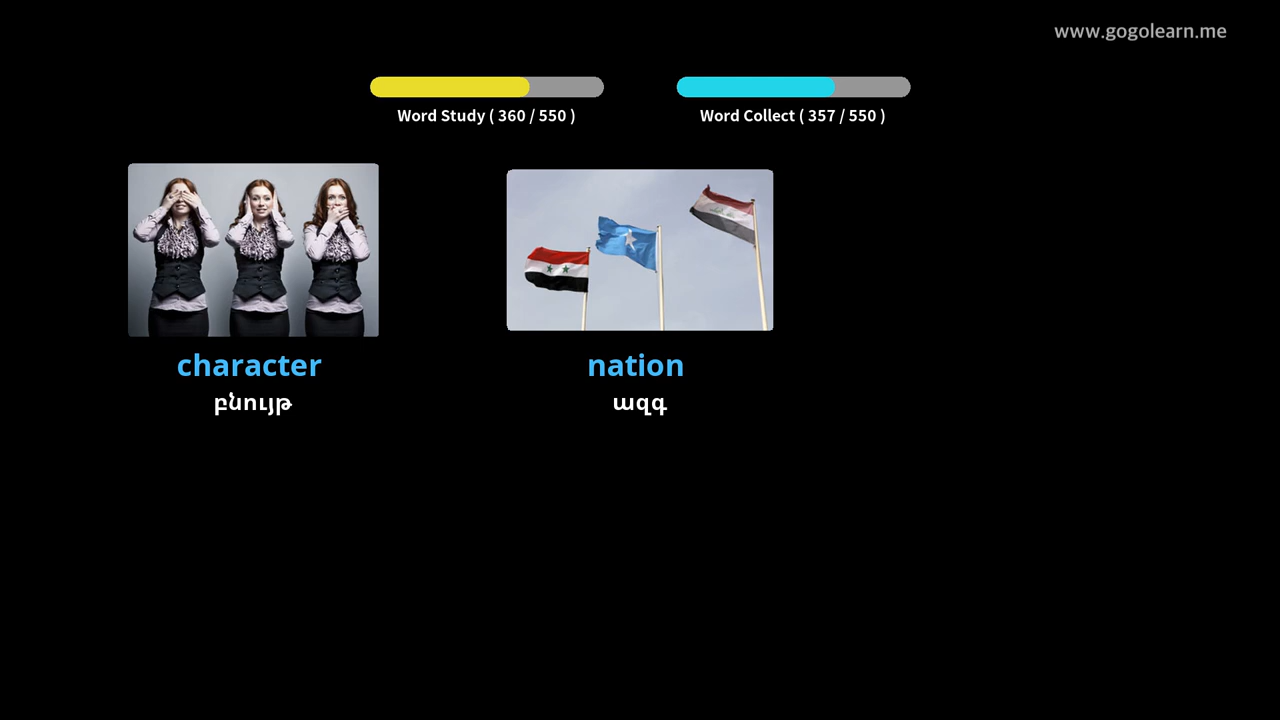 www.gogolearn.me
Word Study ( 360 / 550 )
Word Collect ( 357 / 550 )
character
բնույթ
nation
ազգ